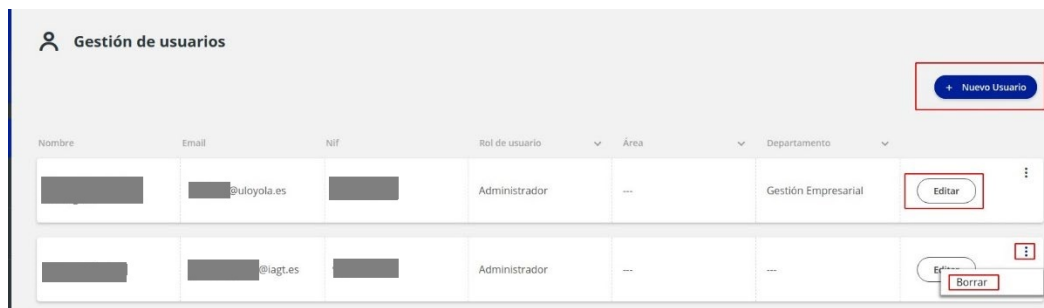 Gestión de usuarios
+ Nuevo Usuario
Nombre Email Nif Rol de usuario Área Departamento
@uloyola.es Administrador --- Gestión Empresarial Editar
@iagt.es Administrador --- ---
Borrar